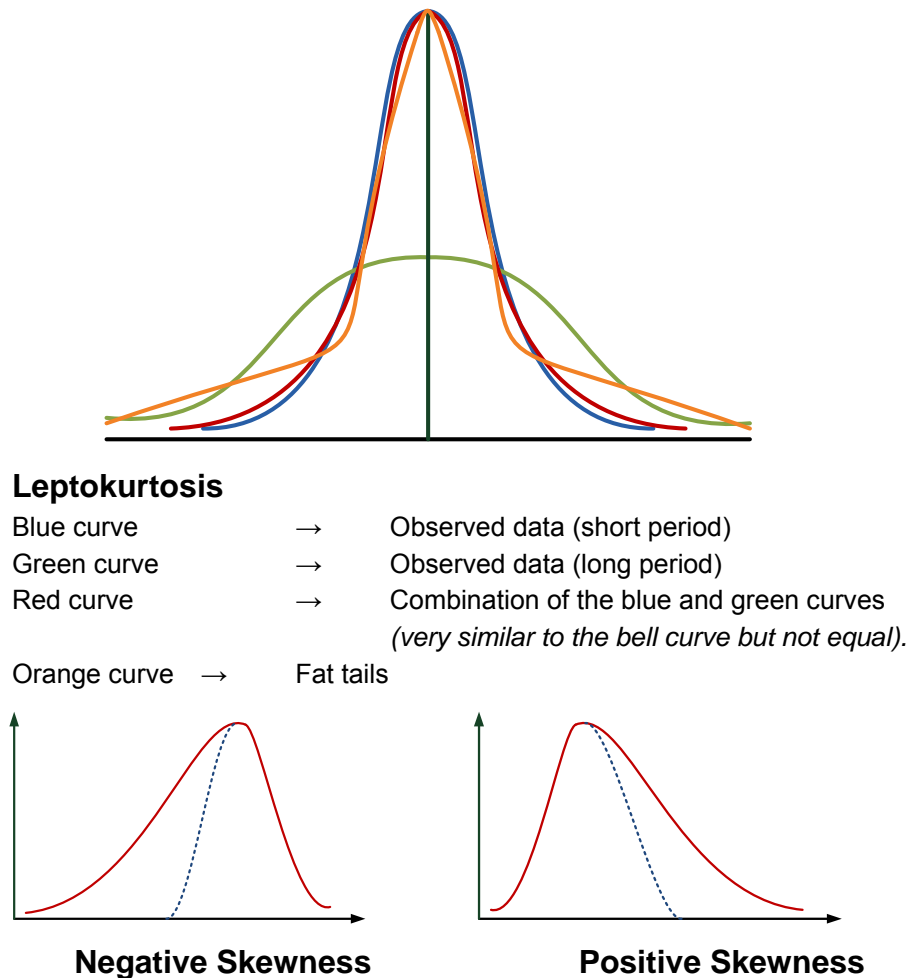 Leptokurtosis
Blue curve → Observed data (short period)
Green curve → Observed data (long period)
Red curve → Combination of the blue and green curves
(very similar to the bell curve but not equal).
Orange curve → Fat tails
Negative Skewness
Positive Skewness